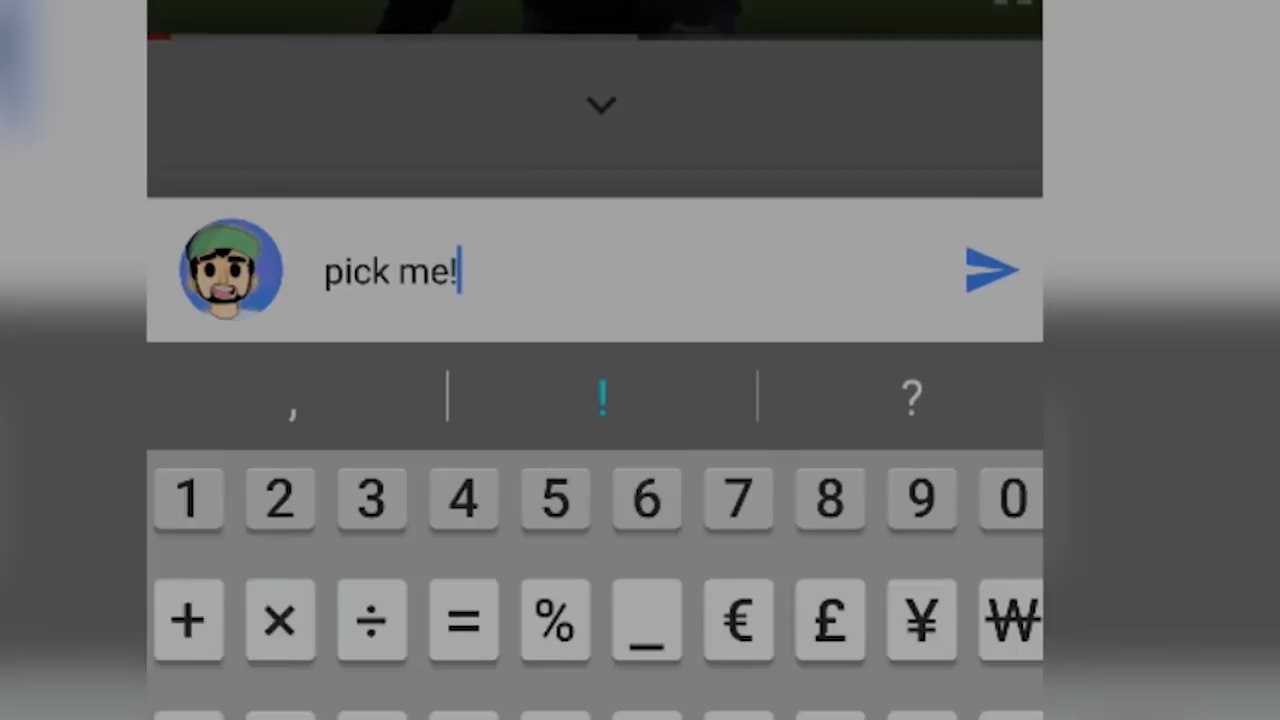 pick me!
, ! ?
1 2 3 4 5 6 7 8 9 0
+ × ÷ = % _ € £ ¥ ₩